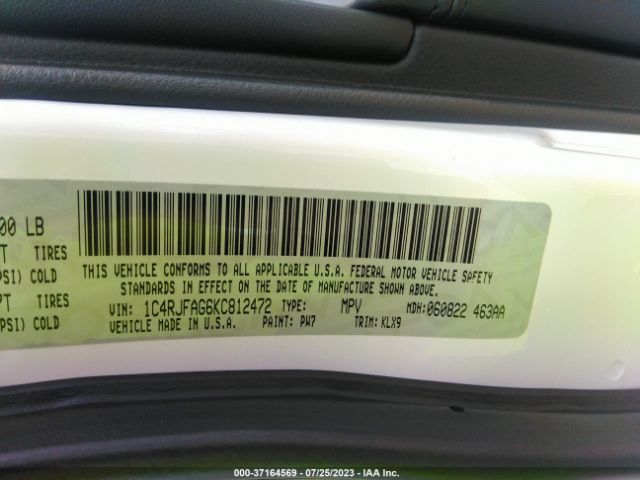 00 LB
T TIRES
PSI) COLD
7T TIRES
PSI) COLD
THIS VEHICLE CONFORMS TO ALL APPLICABLE U.S.A. FEDERAL MOTOR VEHICLE SAFETY
STANDARDS IN EFFECT ON THE DATE OF MANUFACTURE SHOWN ABOVE.
VIN: 1C4RJFAG6KC812472 TYPE: MPV MDH: 060822 463AA
VEHICLE MADE IN U.S.A. PAINT: PW7 TRIM: KLX9
000-37164569 - 07/25/2023 - IAA Inc.